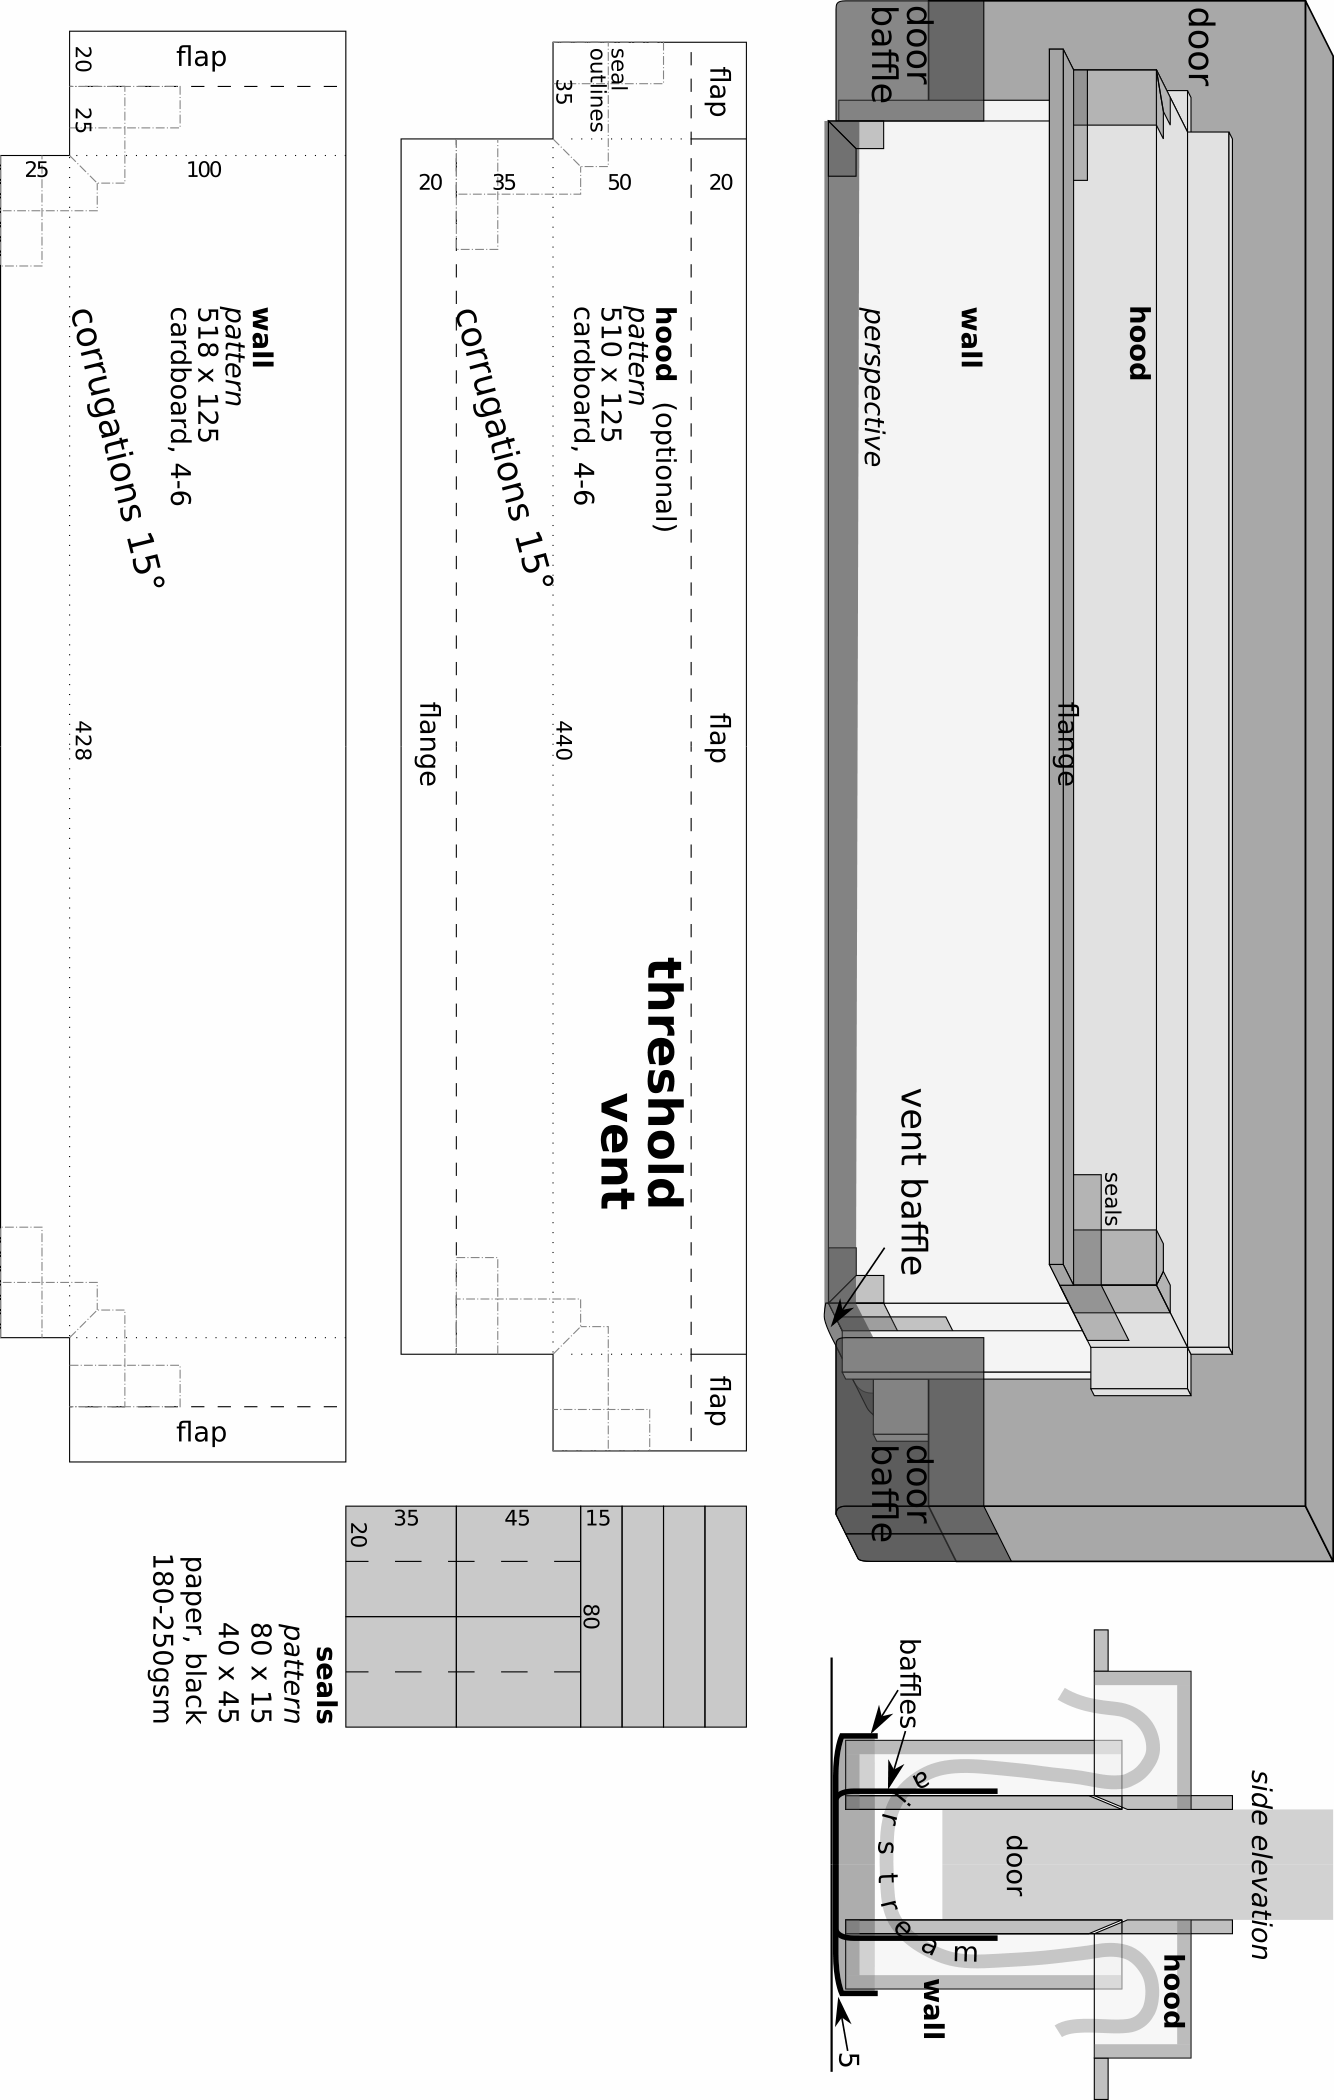 door
hood
wall
perspective
door
baffle
flange
seals
vent baffle
door
baffle
flap
seal
outlines
35
20
35
50
20
hood (optional)
pattern
510 x 125
cardboard, 4-6
corrugations 15°
flap
440
flange
threshold
vent
flap
flap
20
25
25
100
wall
pattern
518 x 125
cardboard, 4-6
corrugations 15°
428
flap
15
45
35
20
80
seals
pattern
80 x 15
40 x 45
paper, black
180-250gsm
side elevation
baffles
door
airstream
hood
wall
5